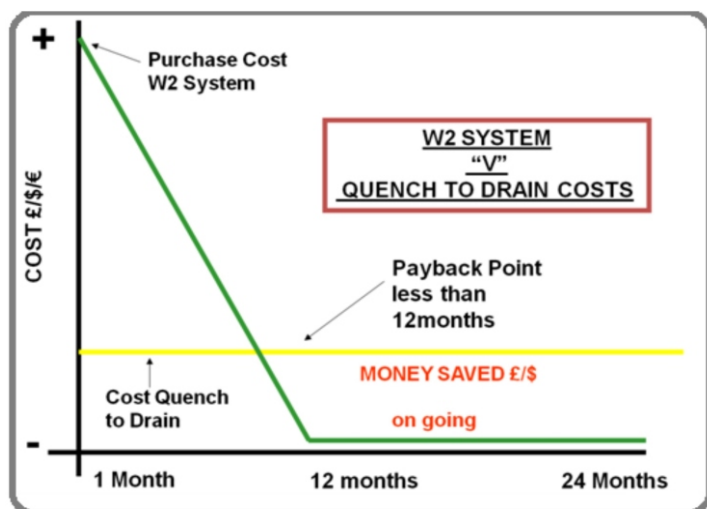 +
Purchase Cost
W2 System
W2 SYSTEM
“V”
QUENCH TO DRAIN COSTS
COST £/$/€
Payback Point
less than
12months
MONEY SAVED £/$
Cost Quench
to Drain
on going
-
1 Month
12 months
24 Months